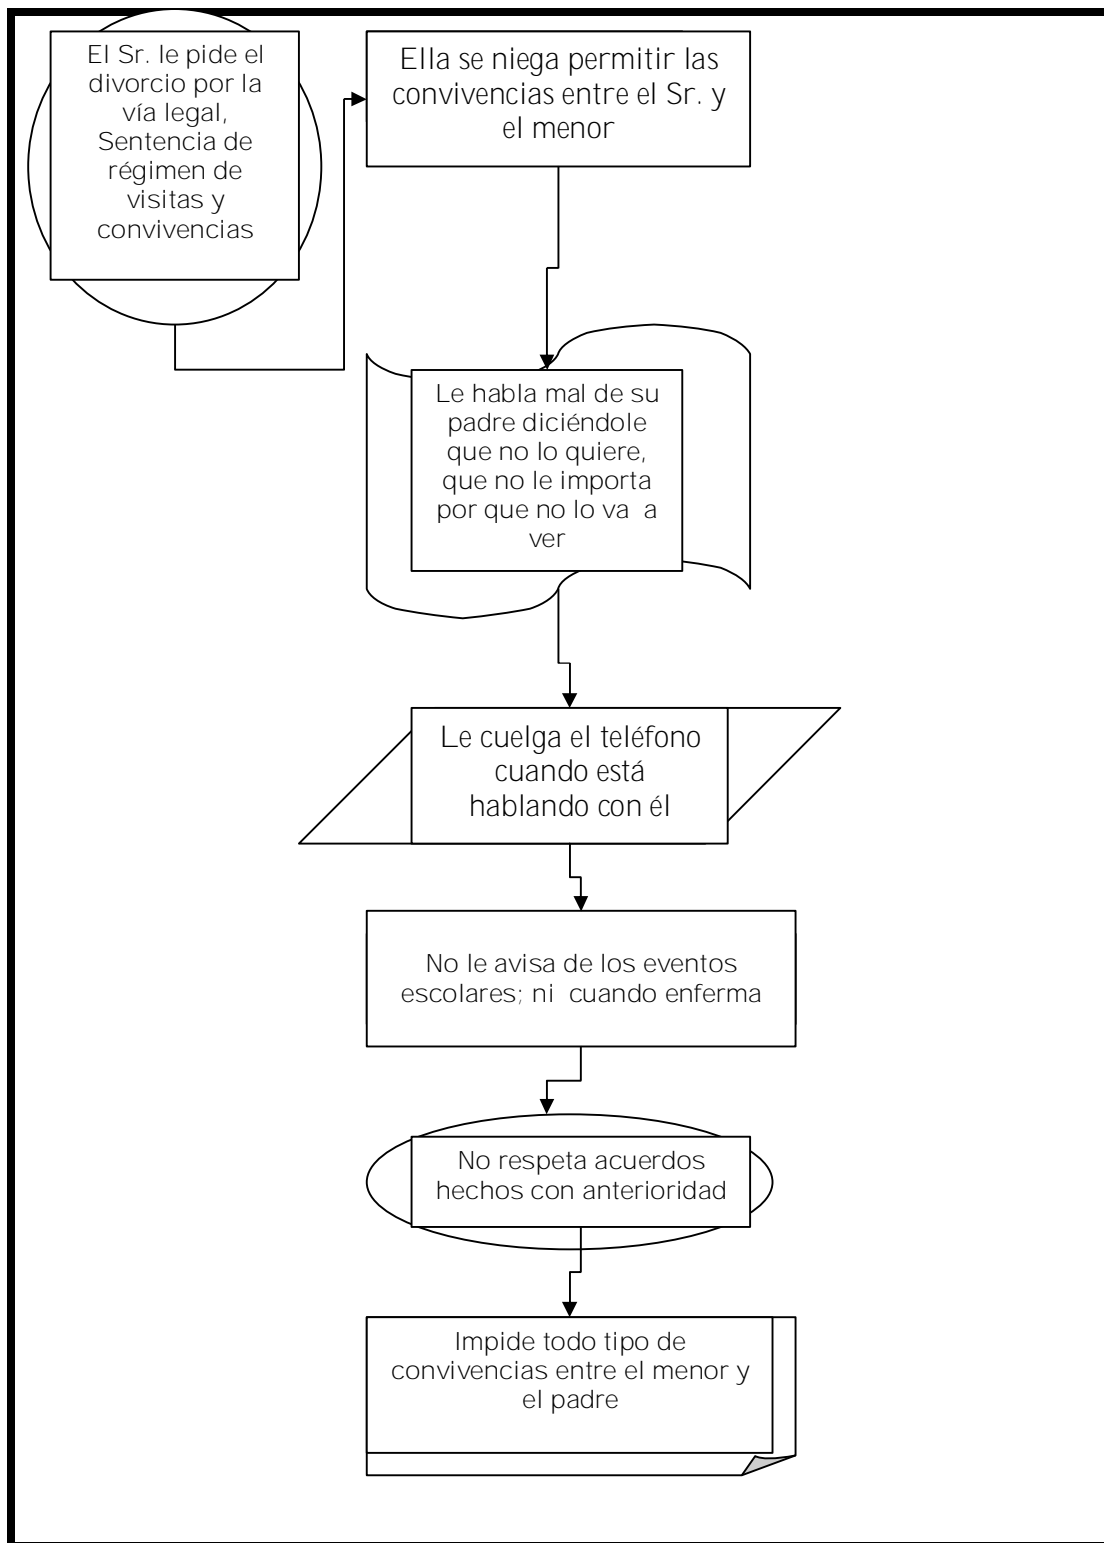 El Sr. le pide el
divorcio por la
vía legal,
Sentencia de
régimen de
visitas y
convivencias
Ella se niega permitir las
convivencias entre el Sr. y
el menor
Le habla mal de su
padre diciéndole
que no lo quiere,
que no le importa
por que no lo va  a
ver
Le cuelga el teléfono
cuando está
hablando con él
No le avisa de los eventos
escolares; ni  cuando enferma
No respeta acuerdos
hechos con anterioridad
Impide todo tipo de
convivencias entre el menor y
el padre